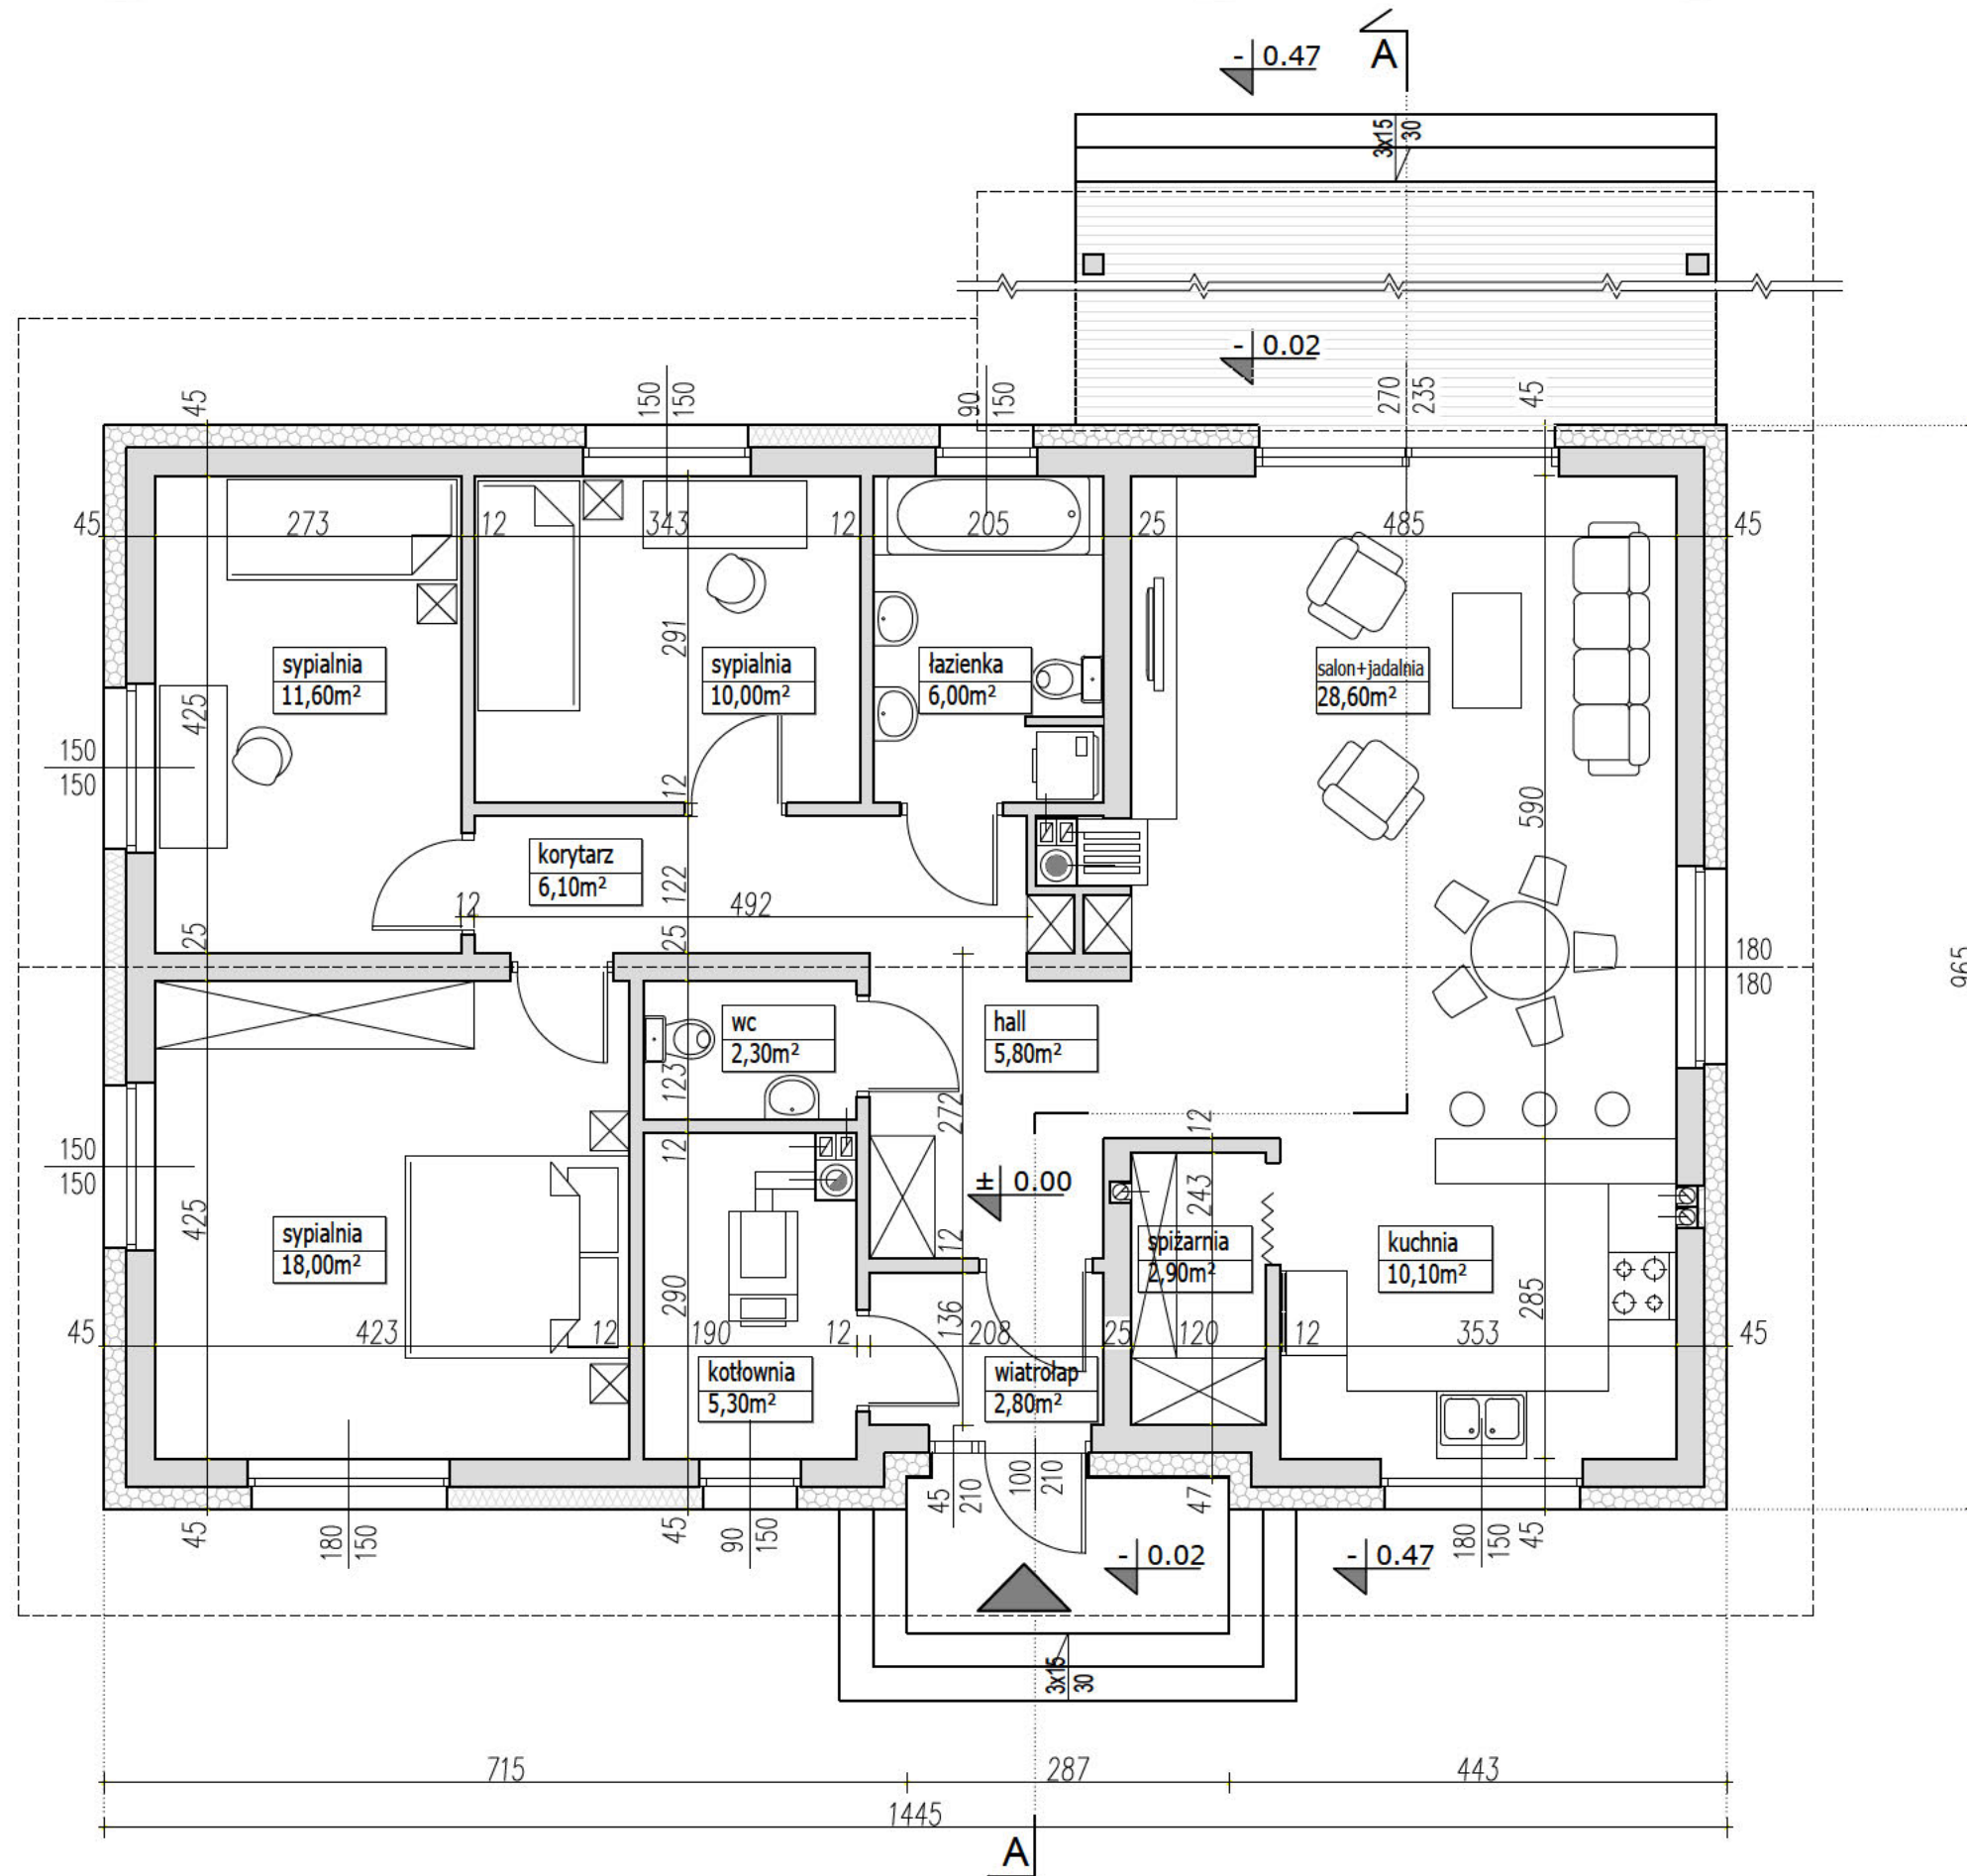 A
- 0.47
3x15
30
- 0.02
45
150
150
90
150
270
235
45
45
273
12
343
12
205
25
485
45
291
sypialnia
11,60m²
sypialnia
10,00m²
łazienka
6,00m²
salon+jadalnia
28,60m²
425
150
150
12
590
korytarz
6,10m²
122
12
492
25
25
180
180
965
wc
2,30m²
hall
5,80m²
123
272
12
12
150
150
± 0.00
243
425
12
sypialnia
18,00m²
spiżarnia
2,90m²
kuchnia
10,10m²
290
136
285
45
423
12
190
12
208
25
120
12
353
45
kotłownia
5,30m²
wiatrołap
2,80m²
45
180
150
45
90
150
45
210
100
210
47
180
150
45
- 0.02
- 0.47
3x15
30
715
287
443
1445
A